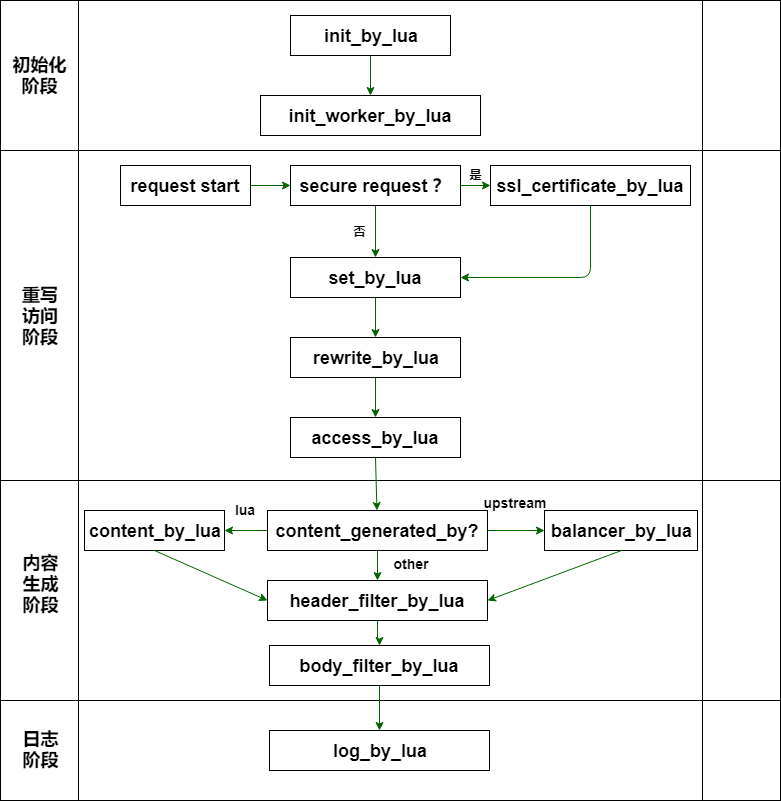 初始化
阶段
init_by_lua
init_worker_by_lua
重写
访问
阶段
request start
secure request ?
是
ssl_certificate_by_lua
否
set_by_lua
rewrite_by_lua
access_by_lua
内容
生成
阶段
content_by_lua
lua
content_generated_by?
upstream
balancer_by_lua
other
header_filter_by_lua
body_filter_by_lua
日志
阶段
log_by_lua